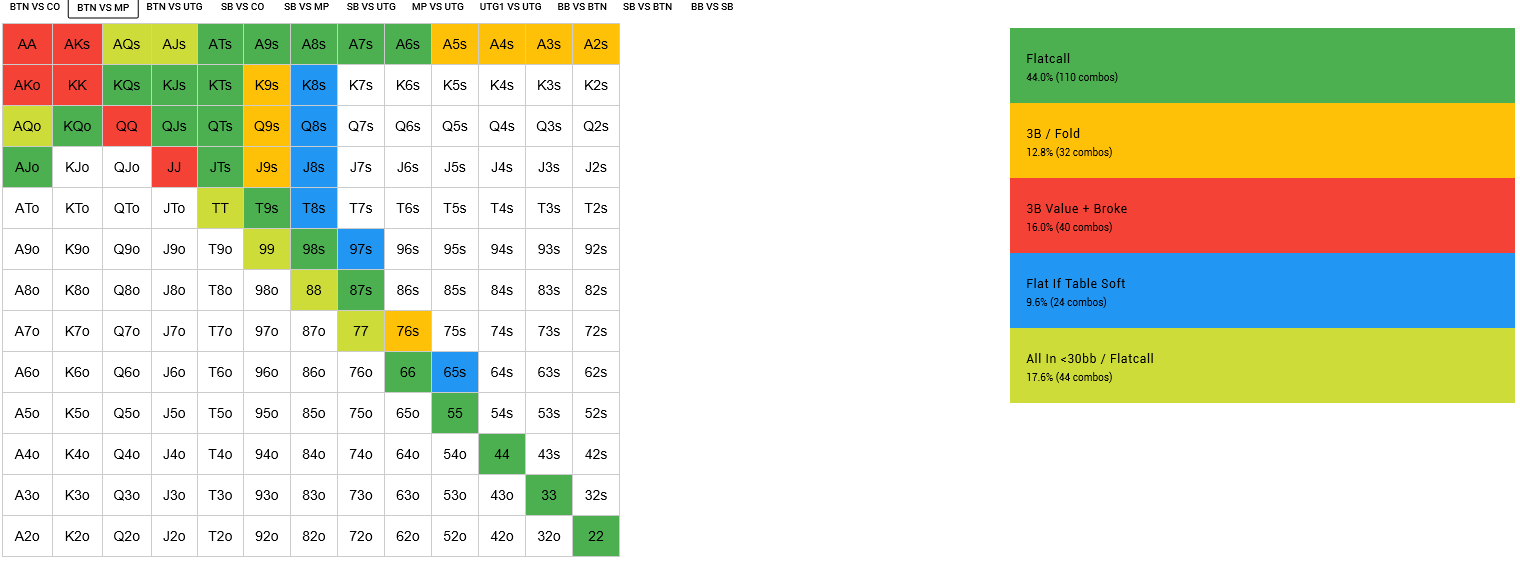 BTN VS CO BTN VS MP BTN VS UTG SB VS CO SB VS MP SB VS UTG MP VS UTG UTG1 VS UTG BB VS BTN SB VS BTN BB VS SB
AA AKs AQs AJs ATs A9s A8s A7s A6s A5s A4s A3s A2s
AKo KK KQs KJs KTs K9s K8s K7s K6s K5s K4s K3s K2s
AQo KQo QQ QJs QTs Q9s Q8s Q7s Q6s Q5s Q4s Q3s Q2s
AJo KJo QJo JJ JTs J9s J8s J7s J6s J5s J4s J3s J2s
ATo KTo QTo JTo TT T9s T8s T7s T6s T5s T4s T3s T2s
A9o K9o Q9o J9o T9o 99 98s 97s 96s 95s 94s 93s 92s
A8o K8o Q8o J8o T8o 98o 88 87s 86s 85s 84s 83s 82s
A7o K7o Q7o J7o T7o 97o 87o 77 76s 75s 74s 73s 72s
A6o K6o Q6o J6o T6o 96o 86o 76o 66 65s 64s 63s 62s
A5o K5o Q5o J5o T5o 95o 85o 75o 65o 55 54s 53s 52s
A4o K4o Q4o J4o T4o 94o 84o 74o 64o 54o 44 43s 42s
A3o K3o Q3o J3o T3o 93o 83o 73o 63o 53o 43o 33 32s
A2o K2o Q2o J2o T2o 92o 82o 72o 62o 52o 42o 32o 22
Flatcall
44.0% (110 combos)
3B / Fold
12.8% (32 combos)
3B Value + Broke
16.0% (40 combos)
Flat If Table Soft
9.6% (24 combos)
All In <30bb / Flatcall
17.6% (44 combos)